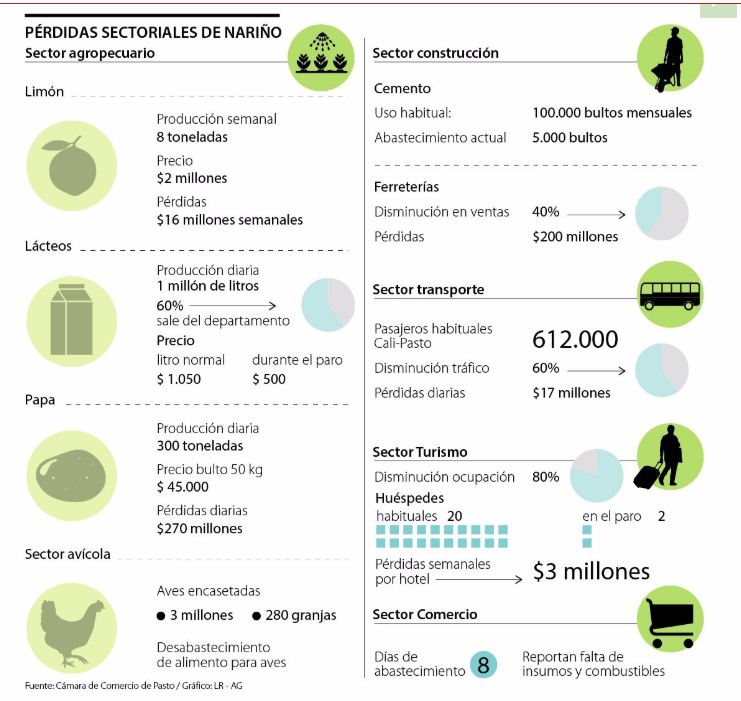 PÉRDIDAS SECTORIALES DE NARIÑO
Sector agropecuario
Limón
Producción semanal
8 toneladas
Precio
$2 millones
Pérdidas
$16 millones semanales
Lácteos
Producción diaria
1 millón de litros
60%
sale del departamento
Precio
litro normal durante el paro
$ 1.050 $ 500
Papa
Producción diaria
300 toneladas
Precio bulto 50 kg
$ 45.000
Pérdidas diarias
$270 millones
Sector avícola
Aves encasetadas
● 3 millones ● 280 granjas
Desabastecimiento
de alimento para aves
Fuente: Cámara de Comercio de Pasto / Gráfico: LR - AG
Sector construcción
Cemento
Uso habitual: 100.000 bultos mensuales
Abastecimiento actual 5.000 bultos
Ferreterías
Disminución en ventas 40%
Pérdidas $200 millones
Sector transporte
Pasajeros habituales
Cali-Pasto 612.000
Disminución tráfico 60%
Pérdidas diarias $17 millones
Sector Turismo
Disminución ocupación 80%
Huéspedes
habituales 20 en el paro 2
Pérdidas semanales
por hotel $3 millones
Sector Comercio
Días de
abastecimiento 8
Reportan falta de
insumos y combustibles